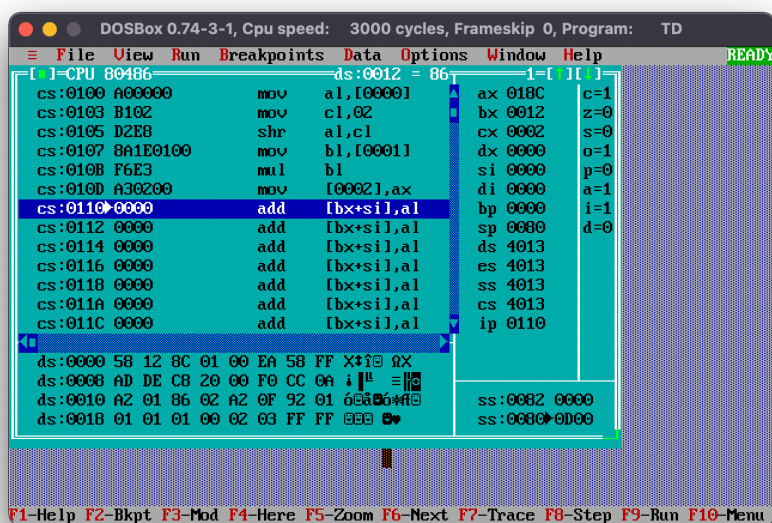 DOSBox 0.74-3-1, Cpu speed: 3000 cycles, Frameskip 0, Program: TD
≡ File View Run Breakpoints Data Options Window Help READY
[■]=CPU 80486 ds:0012 = 86 1=[↑][↓]
cs:0100 A00000 mov al,[0000] ax 018C c=1
cs:0103 B102 mov cl,02 bx 0012 z=0
cs:0105 D2E8 shr al,cl cx 0002 s=0
cs:0107 8A1E0100 mov bl,[0001] dx 0000 o=1
cs:010B F6E3 mul bl si 0000 p=0
cs:010D A30200 mov [0002],ax di 0000 a=1
cs:0110►0000 add [bx+si],al bp 0000 i=1
cs:0112 0000 add [bx+si],al sp 0080 d=0
cs:0114 0000 add [bx+si],al ds 4013
cs:0116 0000 add [bx+si],al es 4013
cs:0118 0000 add [bx+si],al ss 4013
cs:011A 0000 add [bx+si],al cs 4013
cs:011C 0000 add [bx+si],al ip 0110
ds:0000 58 12 8C 01 00 EA 58 FF X↕î☺ ΩX
ds:0008 AD DE C8 20 00 F0 CC 0A
ds:0010 A2 01 86 02 A2 0F 92 01 ó☺å☻ó☼Æ☺ ss:0082 0000
ds:0018 01 01 01 00 02 03 FF FF ☺☺☺ ☻♥ ss:0080►0D00
F1-Help F2-Bkpt F3-Mod F4-Here F5-Zoom F6-Next F7-Trace F8-Step F9-Run F10-Menu